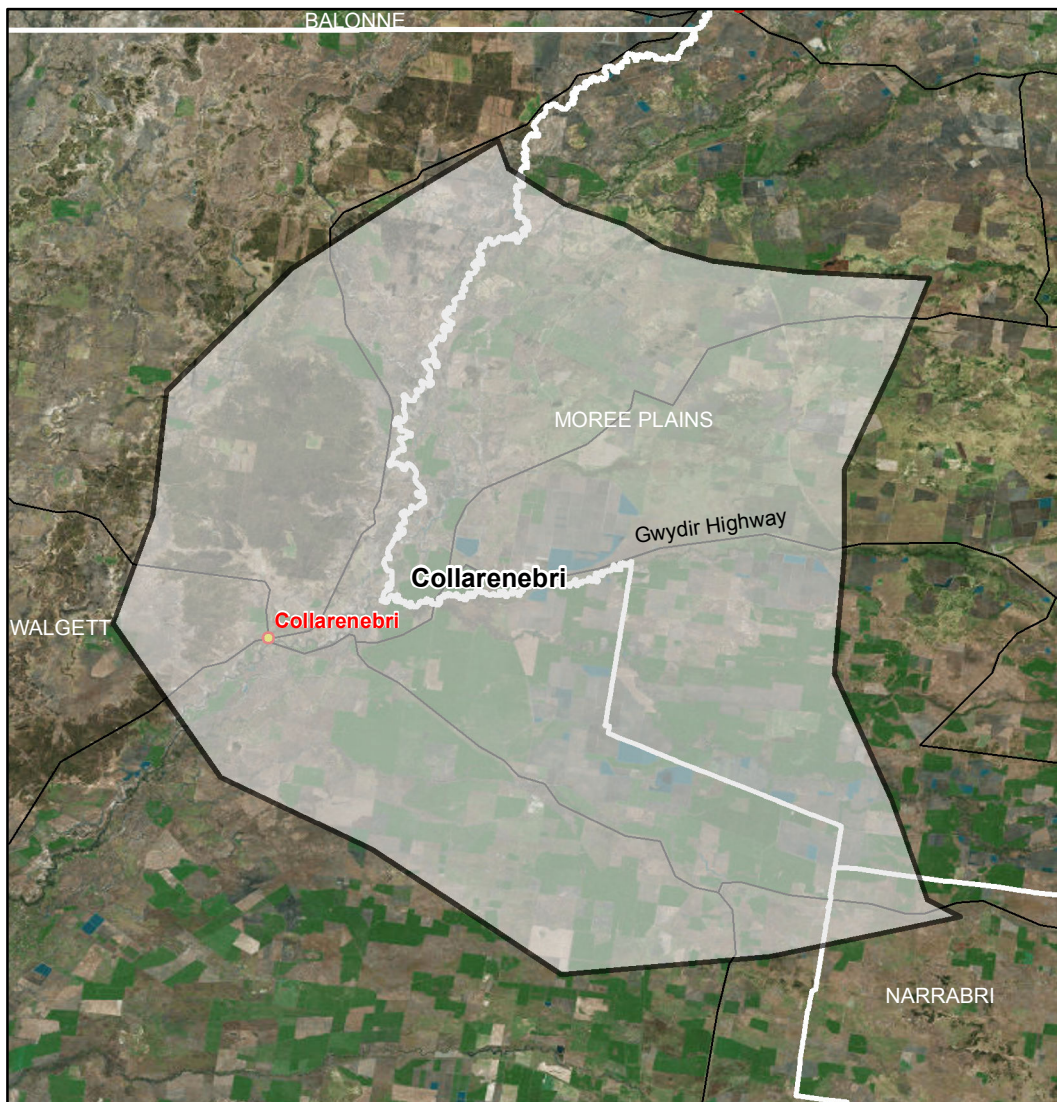 BALONNE
MOREE PLAINS
Gwydir Highway
Collarenebri
Collarenebri
WALGETT
NARRABRI